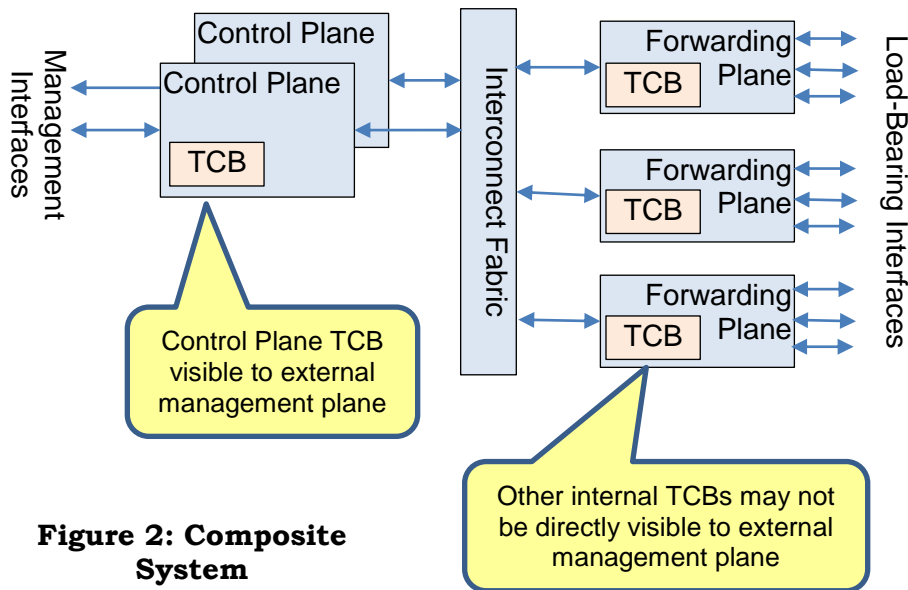 Management
Interfaces
Control Plane
Control Plane
TCB
Interconnect Fabric
Forwarding
Plane
TCB
Forwarding
Plane
TCB
Forwarding
Plane
TCB
Load-Bearing Interfaces
Control Plane TCB
visible to external
management plane
Other internal TCBs may not
be directly visible to external
management plane
Figure 2: Composite
System